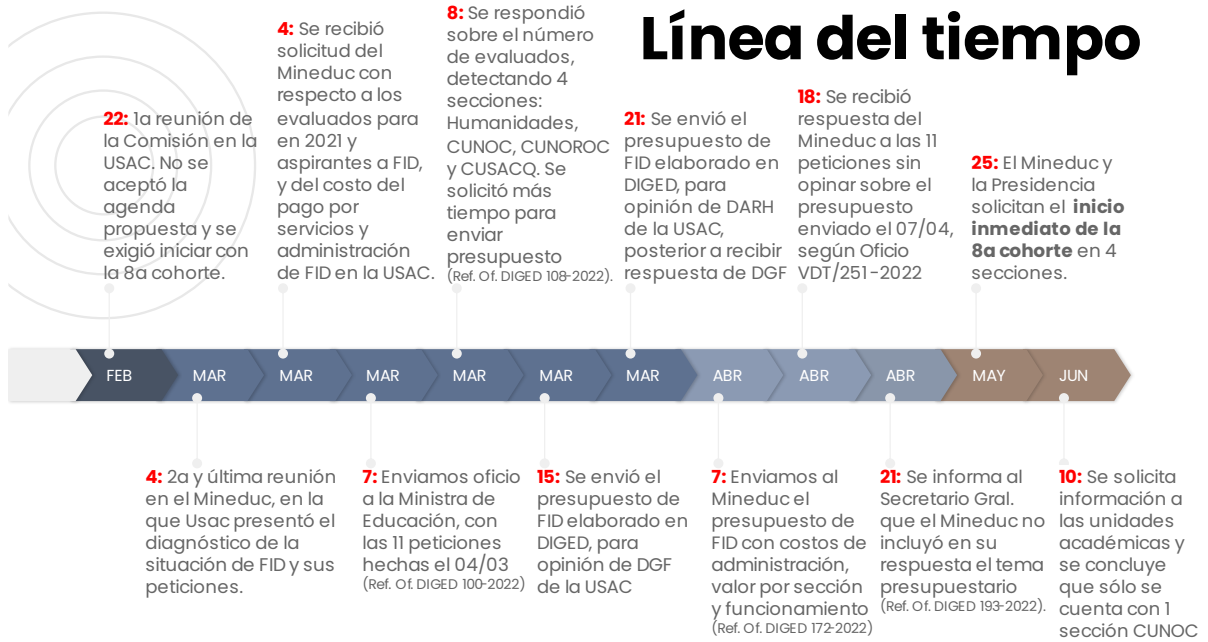 Línea del tiempo
22: 1a reunión de
la Comisión en la
USAC. No se
aceptó la
agenda
propuesta y se
exigió iniciar con
la 8a cohorte.
4: Se recibió
solicitud del
Mineduc con
respecto a los
evaluados para
en 2021 y
aspirantes a FID,
y del costo del
pago por
servicios y
administración
de FID en la USAC.
8: Se respondió
sobre el número
de evaluados,
detectando 4
secciones:
Humanidades,
CUNOC, CUNOROC
y CUSACQ. Se
solicitó más
tiempo para
enviar
presupuesto
(Ref. Of. DIGED 108-2022).
21: Se envió el
presupuesto de
FID elaborado en
DIGED, para
opinión de DARH
de la USAC,
posterior a recibir
respuesta de DGF
18: Se recibió
respuesta del
Mineduc a las 11
peticiones sin
opinar sobre el
presupuesto
enviado el 07/04,
según Oficio
VDT/251-2022
25: El Mineduc y
la Presidencia
solicitan el inicio
inmediato de la
8a cohorte en 4
secciones.
FEB MAR MAR MAR MAR MAR MAR ABR ABR ABR MAY JUN
4: 2a y última reunión
en el Mineduc, en la
que Usac presentó el
diagnóstico de la
situación de FID y sus
peticiones.
7: Enviamos oficio
a la Ministra de
Educación, con
las 11 peticiones
hechas el 04/03
(Ref. Of. DIGED 100-2022)
15: Se envió el
presupuesto de
FID elaborado en
DIGED, para
opinión de DGF
de la USAC
7: Enviamos al
Mineduc el
presupuesto de
FID con costos de
administración,
valor por sección
y funcionamiento
(Ref. Of. DIGED 172-2022)
21: Se informa al
Secretario Gral.
que el Mineduc no
incluyó en su
respuesta el tema
presupuestario
(Ref. Of. DIGED 193-2022).
10: Se solicita
información a
las unidades
académicas y
se concluye
que sólo se
cuenta con 1
sección CUNOC